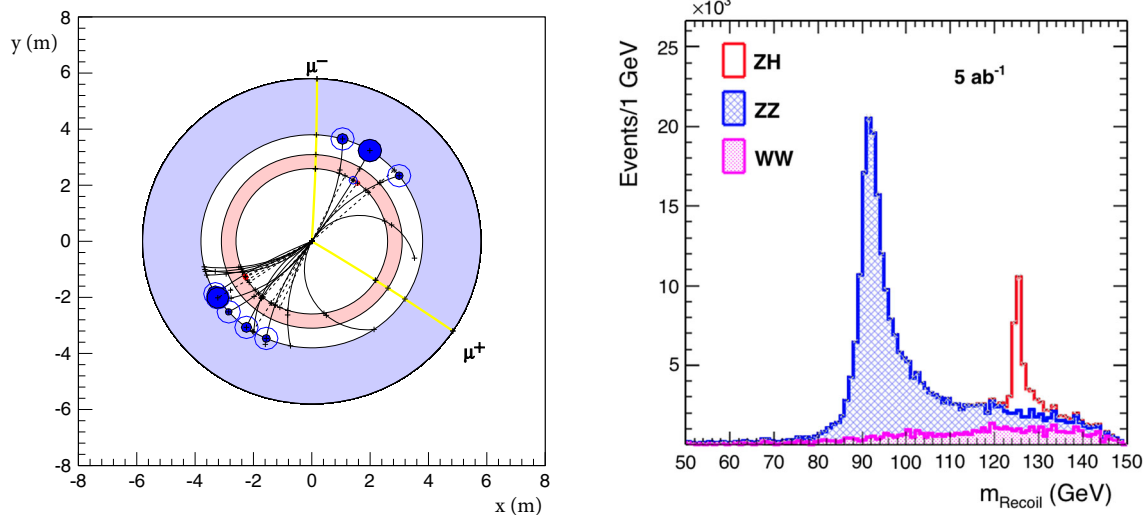 y (m)
8
6
4
2
0
-2
-4
-6
-8
-8 -6 -4 -2 0 2 4 6 8
x (m)
μ⁻
μ⁺
×10³
Events/1 GeV
25
20
15
10
5
ZH
ZZ
WW
5 ab⁻¹
50 60 70 80 90 100 110 120 130 140 150
m_Recoil (GeV)